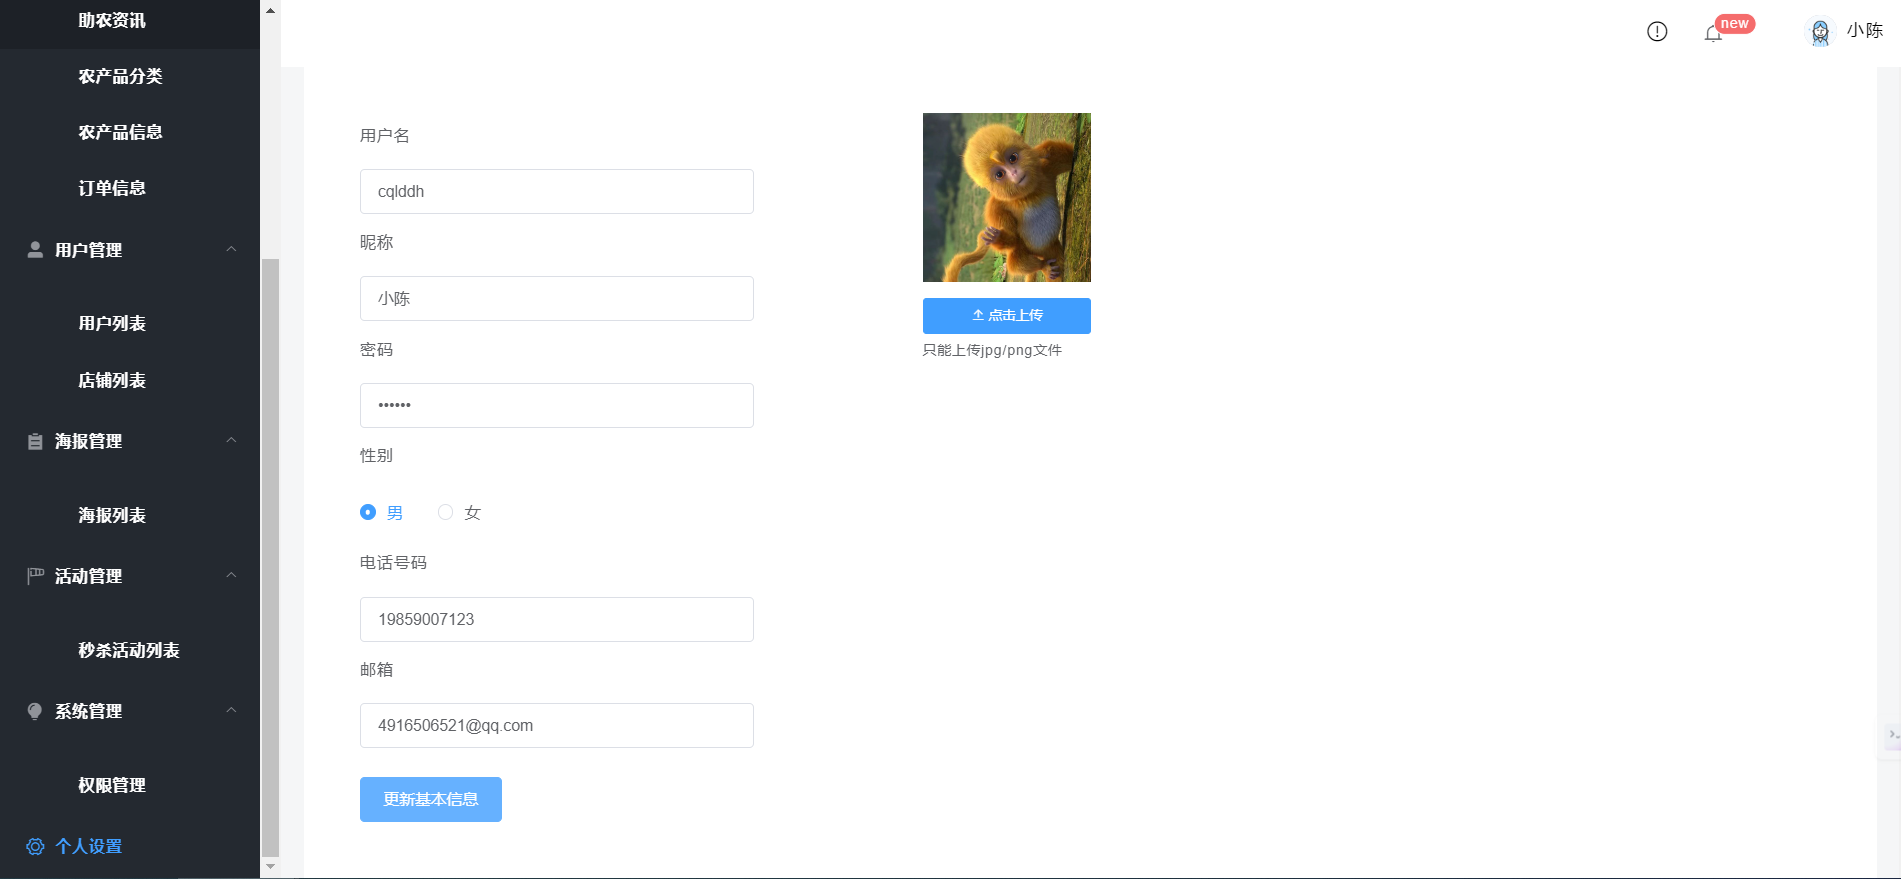 助农资讯
农产品分类
农产品信息
订单信息
用户管理
用户列表
店铺列表
海报管理
海报列表
活动管理
秒杀活动列表
系统管理
权限管理
个人设置
new
小陈
用户名
cqlddh
昵称
小陈
密码
••••••
性别
男 女
电话号码
19859007123
邮箱
4916506521@qq.com
更新基本信息
点击上传
只能上传jpg/png文件